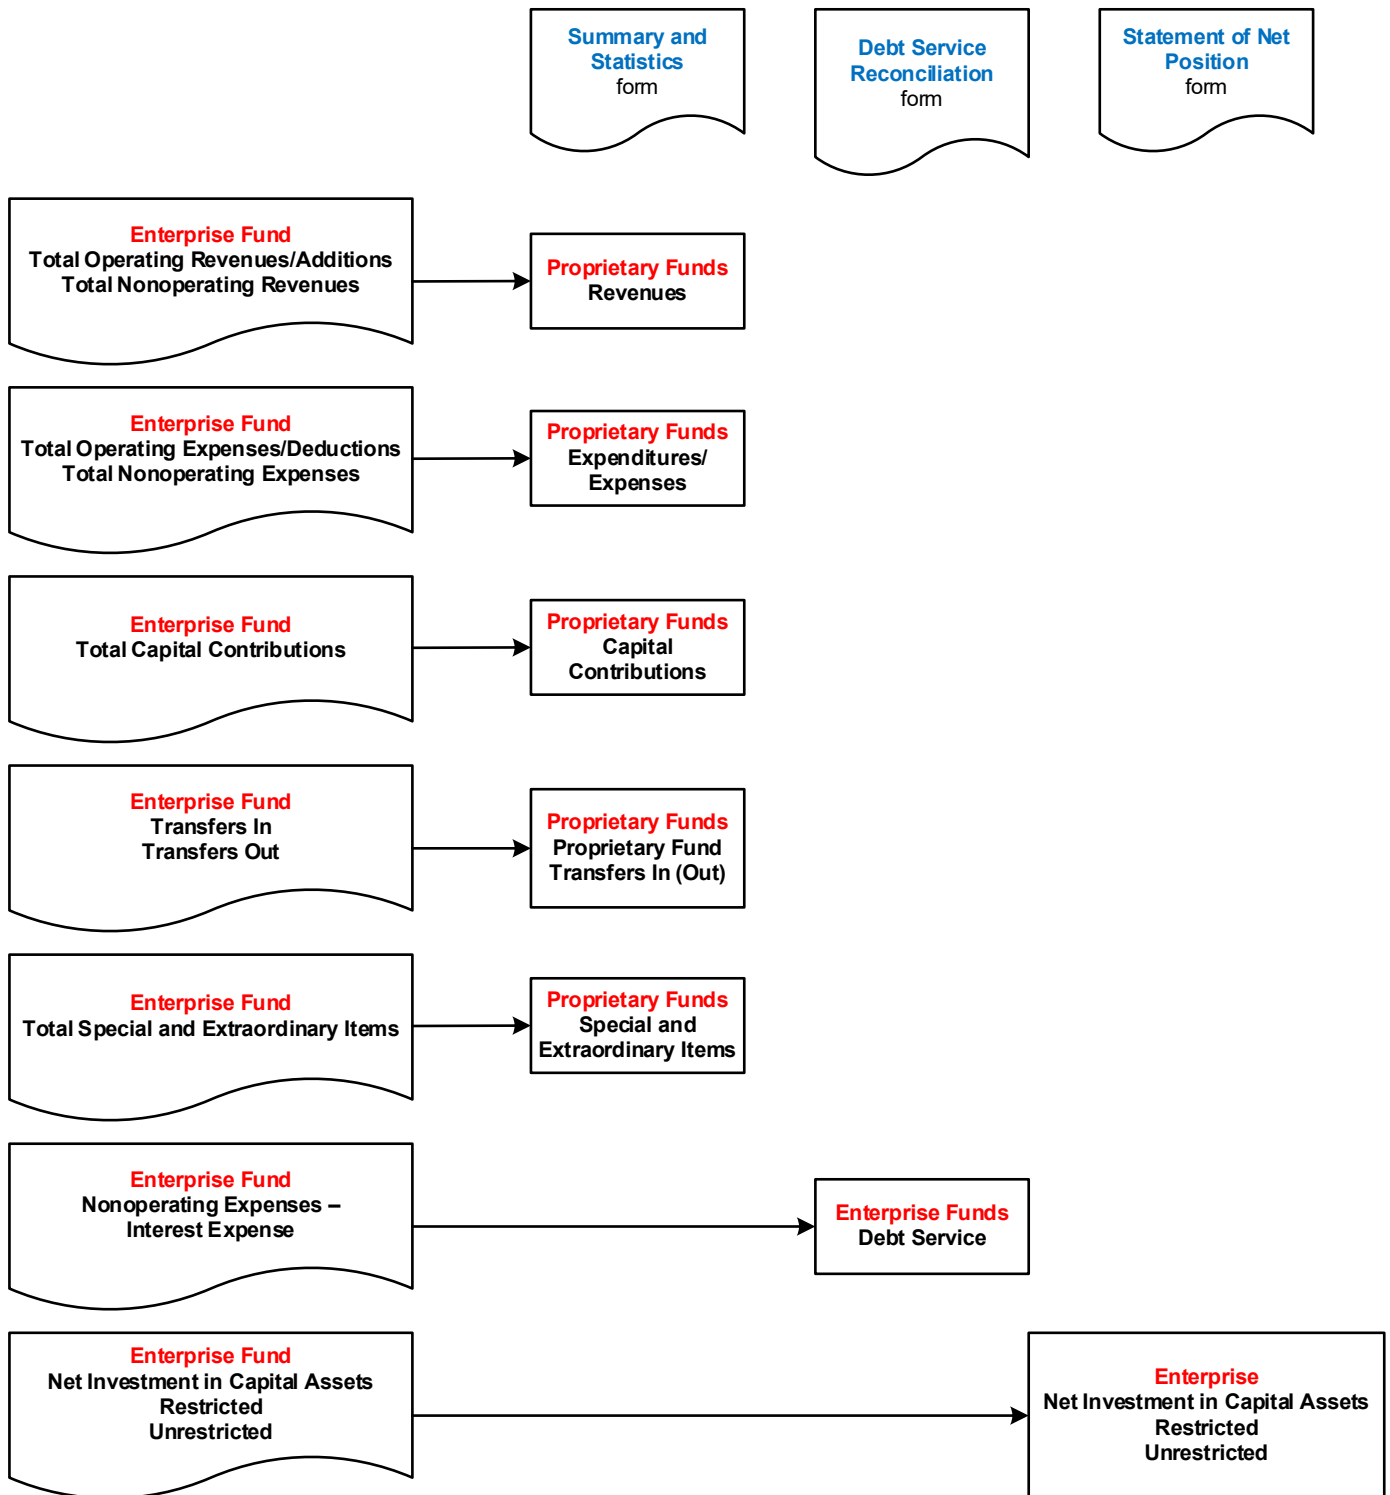 Summary and
Statistics
form
Debt Service
Reconciliation
form
Statement of Net
Position
form
Enterprise Fund
Total Operating Revenues/Additions
Total Nonoperating Revenues
Proprietary Funds
Revenues
Enterprise Fund
Total Operating Expenses/Deductions
Total Nonoperating Expenses
Proprietary Funds
Expenditures/
Expenses
Enterprise Fund
Total Capital Contributions
Proprietary Funds
Capital
Contributions
Enterprise Fund
Transfers In
Transfers Out
Proprietary Funds
Proprietary Fund
Transfers In (Out)
Enterprise Fund
Total Special and Extraordinary Items
Proprietary Funds
Special and
Extraordinary Items
Enterprise Fund
Nonoperating Expenses –
Interest Expense
Enterprise Funds
Debt Service
Enterprise Fund
Net Investment in Capital Assets
Restricted
Unrestricted
Enterprise
Net Investment in Capital Assets
Restricted
Unrestricted